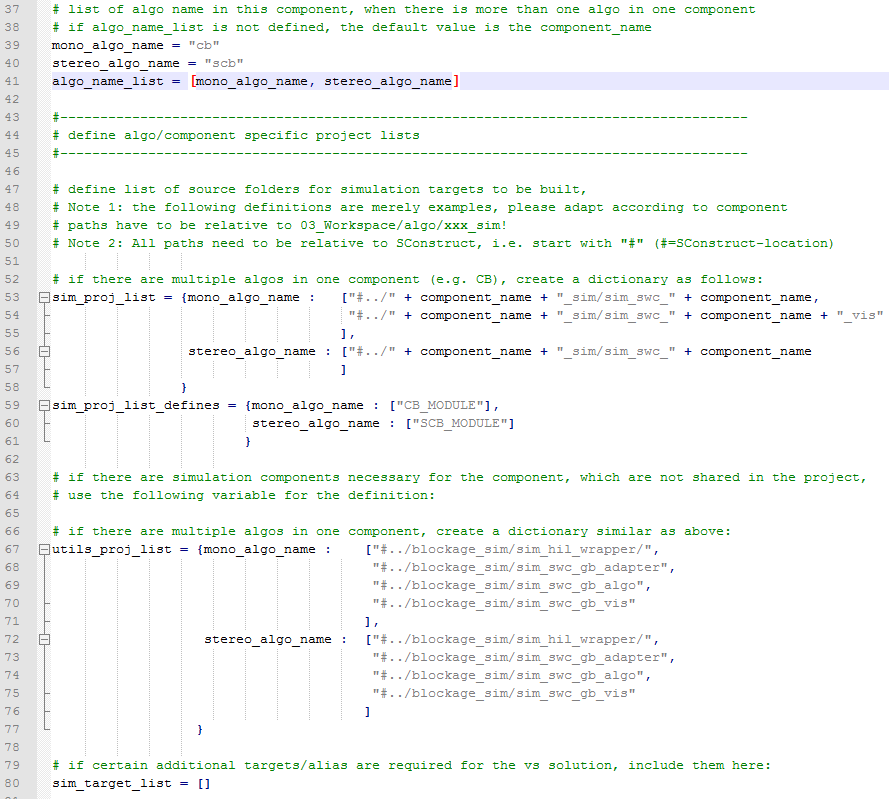 37 # list of algo name in this component, when there is more than one algo in one component
38 # if algo_name_list is not defined, the default value is the component_name
39 mono_algo_name = "cb"
40 stereo_algo_name = "scb"
41 algo_name_list = [mono_algo_name, stereo_algo_name]
42
43 #--------------------------------------------------------------------------------------
44 # define algo/component specific project lists
45 #--------------------------------------------------------------------------------------
46
47 # define list of source folders for simulation targets to be built,
48 # Note 1: the following definitions are merely examples, please adapt according to component
49 # paths have to be relative to 03_Workspace/algo/xxx_sim!
50 # Note 2: All paths need to be relative to SConstruct, i.e. start with "#" (#=SConstruct-location)
51
52 # if there are multiple algos in one component (e.g. CB), create a dictionary as follows:
53 sim_proj_list = {mono_algo_name :   ["#../" + component_name + "_sim/sim_swc_" + component_name,
54                                      "#../" + component_name + "_sim/sim_swc_" + component_name + "_vis"
55                                     ],
56                  stereo_algo_name : ["#../" + component_name + "_sim/sim_swc_" + component_name
57                                     ]
58                 }
59 sim_proj_list_defines = {mono_algo_name : ["CB_MODULE"],
60                          stereo_algo_name : ["SCB_MODULE"]
61                         }
62
63 # if there are simulation components necessary for the component, which are not shared in the project,
64 # use the following variable for the definition:
65
66 # if there are multiple algos in one component, create a dictionary similar as above:
67 utils_proj_list = {mono_algo_name :    ["#../blockage_sim/sim_hil_wrapper/",
68                                         "#../blockage_sim/sim_swc_gb_adapter",
69                                         "#../blockage_sim/sim_swc_gb_algo",
70                                         "#../blockage_sim/sim_swc_gb_vis"
71                                        ],
72                    stereo_algo_name :  ["#../blockage_sim/sim_hil_wrapper/",
73                                         "#../blockage_sim/sim_swc_gb_adapter",
74                                         "#../blockage_sim/sim_swc_gb_algo",
75                                         "#../blockage_sim/sim_swc_gb_vis"
76                                        ]
77                   }
78
79 # if certain additional targets/alias are required for the vs solution, include them here:
80 sim_target_list = []